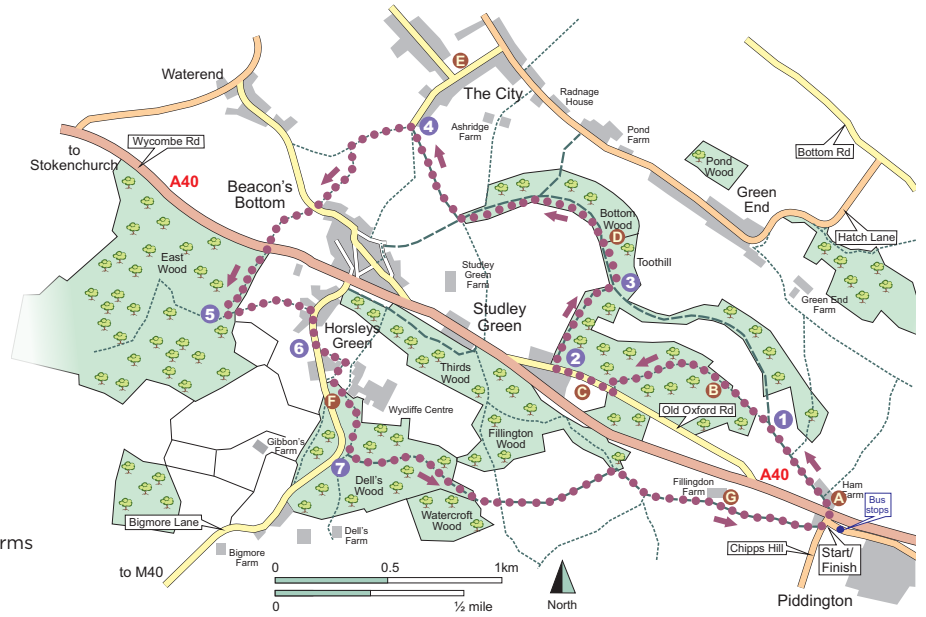 Waterend
E
The City
Radnage
House
to
Stokenchurch
Wycombe Rd
4
Ashridge
Farm
Pond
Farm
Pond
Wood
Bottom Rd
A40
Beacon's
Bottom
Green
End
Bottom
Wood
D
Hatch Lane
East
Wood
Toothill
Studley
Green
Farm
3
Green End
Farm
5
Studley
Green
Horsleys
Green
6
2
Thirds
Wood
C
B
F
Wycliffe Centre
Old Oxford Rd
1
Gibbon's
Farm
Fillington
Wood
7
A40
Dell's
Wood
Fillingdon
Farm
G
Ham
Farm
A
Bus
stops
Watercroft
Wood
Bigmore Lane
rms
Dell's
Farm
Bigmore
Farm
Chipps Hill
Start/
Finish
to M40
0
0.5
1km
0
½ mile
North
Piddington